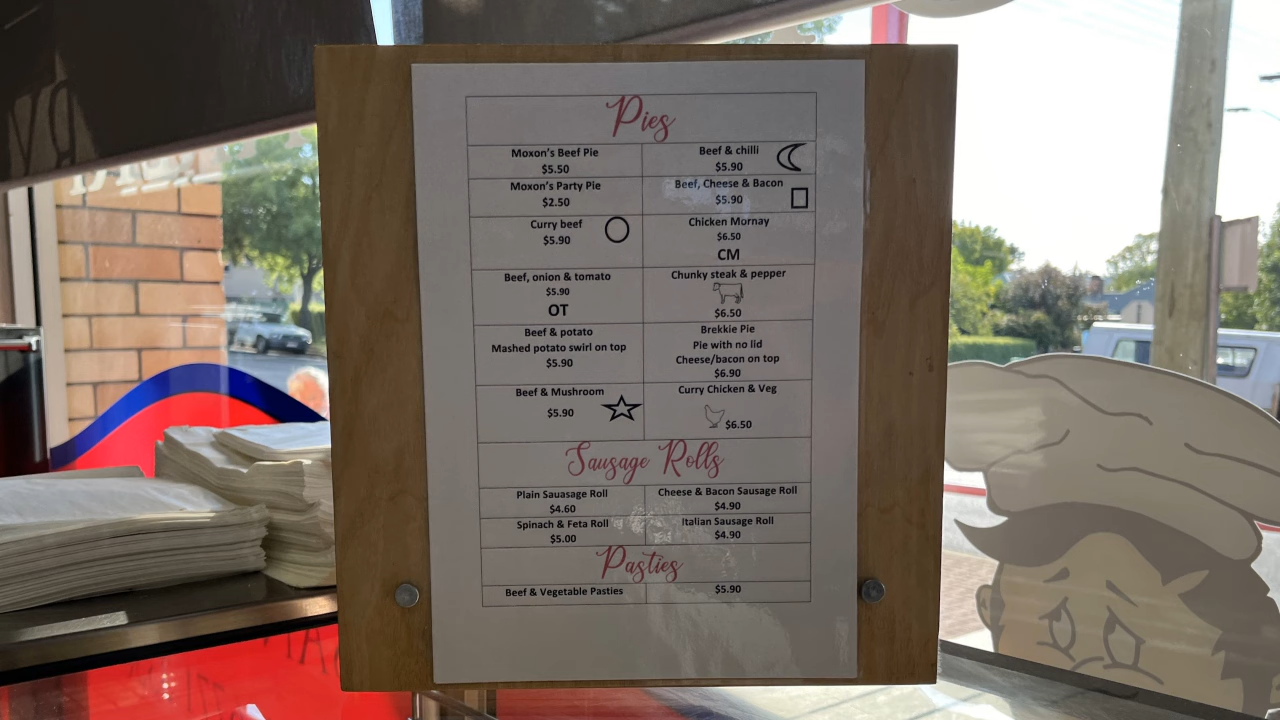 Pies
Moxon's Beef Pie
$5.50
Beef & chilli
$5.90
Moxon's Party Pie
$2.50
Beef, Cheese & Bacon
$5.90
Curry beef
$5.90
Chicken Mornay
$6.50
CM
Beef, onion & tomato
$5.90
OT
Chunky steak & pepper
$6.50
Beef & potato
Mashed potato swirl on top
$5.90
Brekkie Pie
Pie with no lid
Cheese/bacon on top
$6.90
Beef & Mushroom
$5.90
Curry Chicken & Veg
$6.50
Sausage Rolls
Plain Sauasage Roll
$4.60
Cheese & Bacon Sausage Roll
$4.90
Spinach & Feta Roll
$5.00
Italian Sausage Roll
$4.90
Pasties
Beef & Vegetable Pasties
$5.90